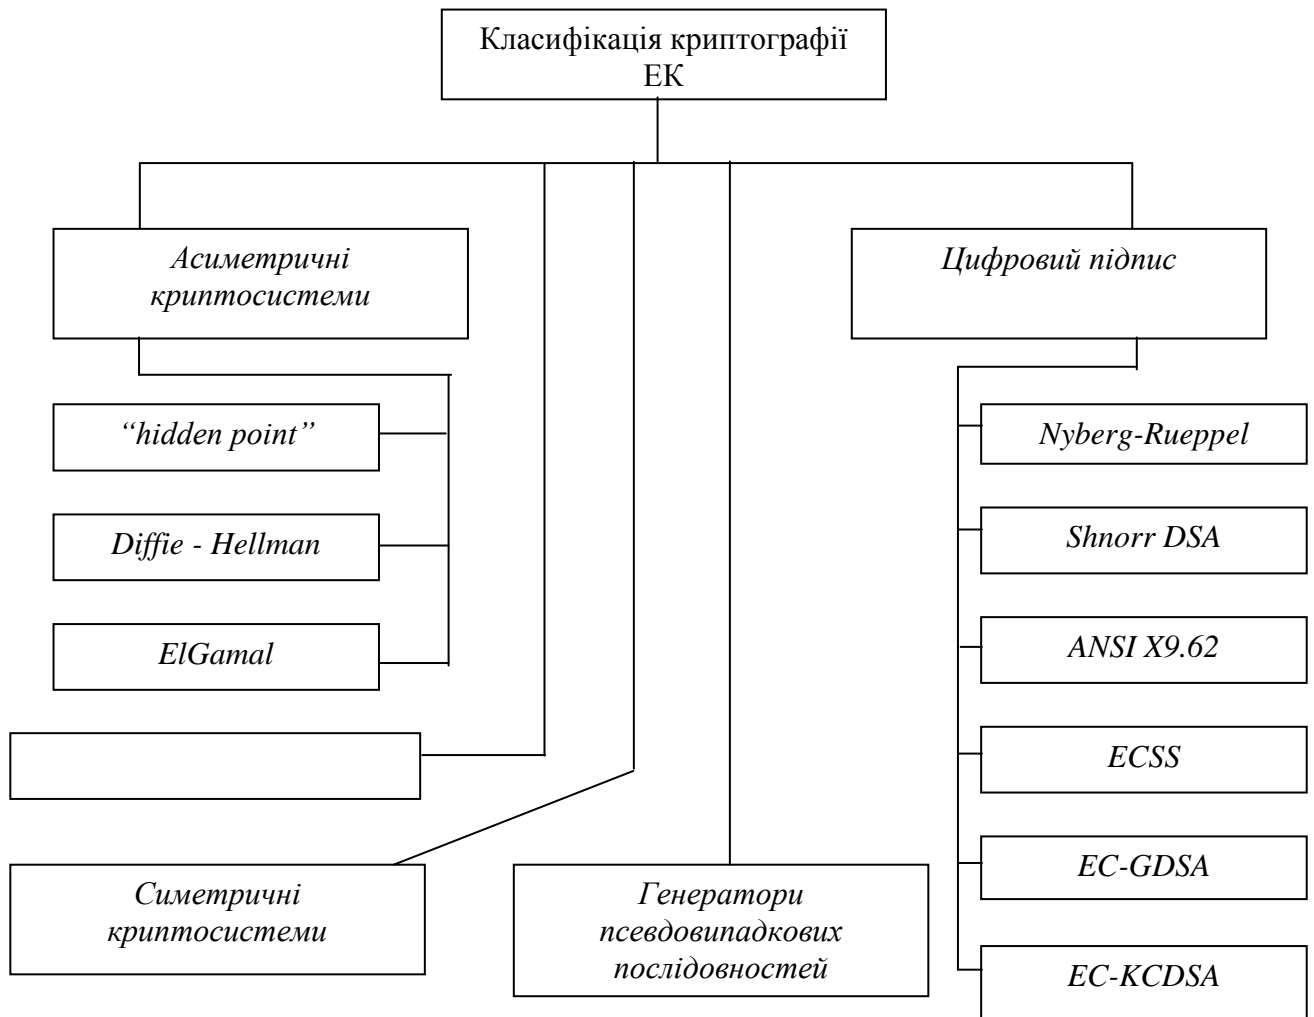 Класифікація криптографії
ЕК
Асиметричні
криптосистеми
Цифровий підпис
“hidden point”
Diffie - Hellman
ElGamal
Nyberg-Rueppel
Shnorr DSA
ANSI X9.62
ECSS
EC-GDSA
EC-KCDSA
Симетричні
криптосистеми
Генератори
псевдовипадкових
послідовностей